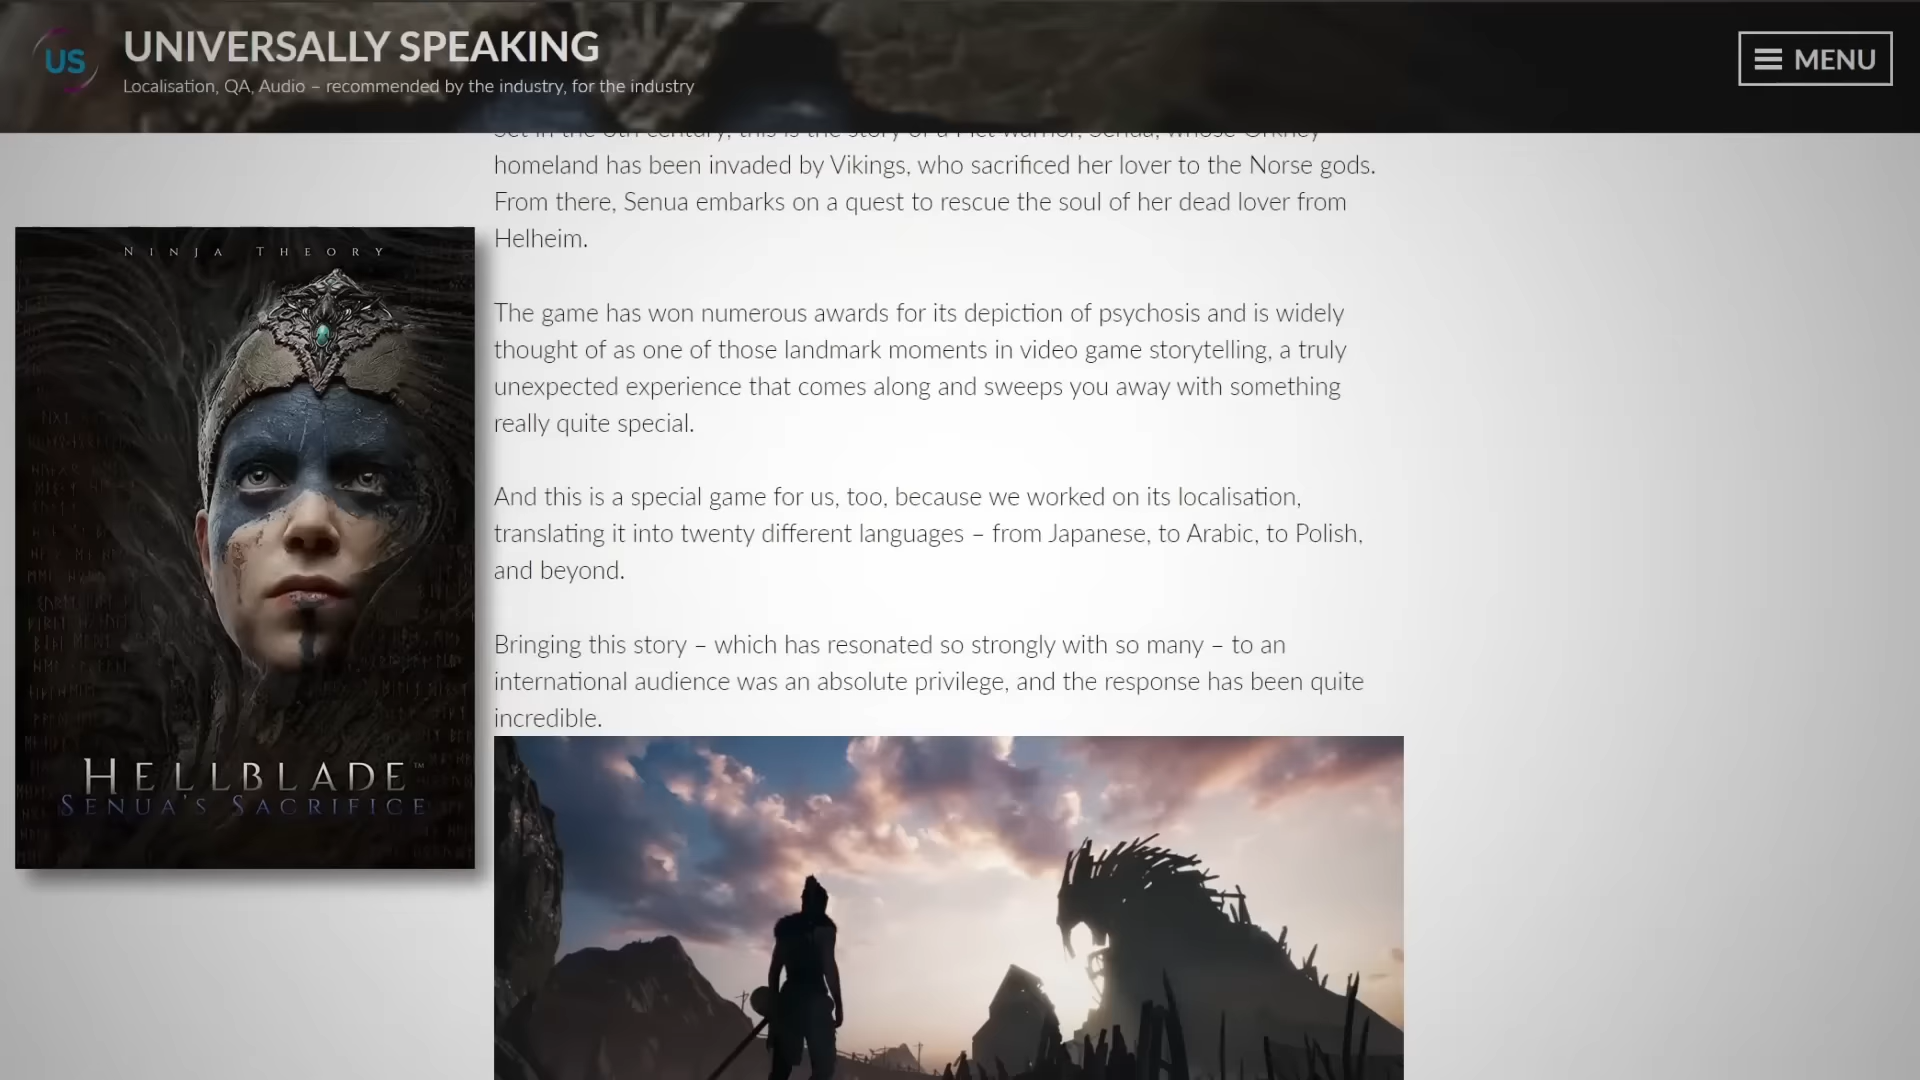 US
UNIVERSALLY SPEAKING
Localisation, QA, Audio – recommended by the industry, for the industry
MENU
homeland has been invaded by Vikings, who sacrificed her lover to the Norse gods.
From there, Senua embarks on a quest to rescue the soul of her dead lover from
Helheim.
The game has won numerous awards for its depiction of psychosis and is widely
thought of as one of those landmark moments in video game storytelling, a truly
unexpected experience that comes along and sweeps you away with something
really quite special.
And this is a special game for us, too, because we worked on its localisation,
translating it into twenty different languages – from Japanese, to Arabic, to Polish,
and beyond.
Bringing this story – which has resonated so strongly with so many – to an
international audience was an absolute privilege, and the response has been quite
incredible.
NINJA THEORY
HELLBLADE™
SENUA'S SACRIFICE